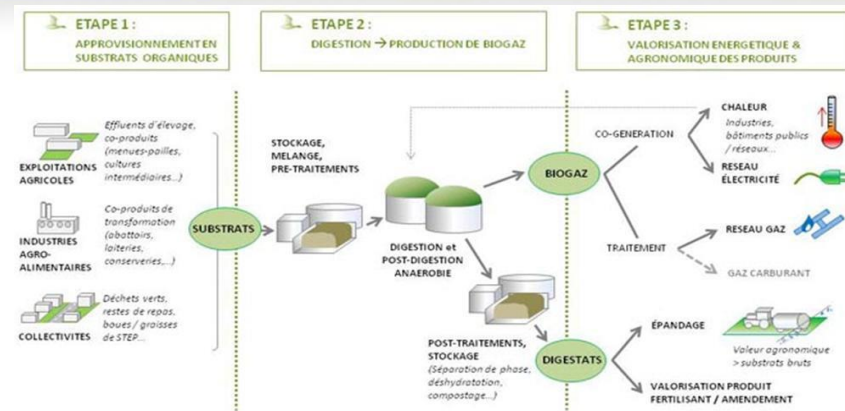 ETAPE 1 :
APPROVISIONNEMENT EN
SUBSTRATS ORGANIQUES
ETAPE 2 :
DIGESTION → PRODUCTION DE BIOGAZ
ETAPE 3 :
VALORISATION ENERGETIQUE &
AGRONOMIQUE DES PRODUITS
EXPLOITATIONS
AGRICOLES
Effluents d'élevage,
co-produits
(menues-pailles,
cultures
intermédiaires...)
INDUSTRIES
AGRO-
ALIMENTAIRES
Co-produits de
transformation
(abattoirs,
laiteries,
conserveries,...)
COLLECTIVITES
Déchets verts,
restes de repas,
boues / graisses
de STEP...
SUBSTRATS
STOCKAGE,
MELANGE,
PRE-TRAITEMENTS
DIGESTION et
POST-DIGESTION
ANAEROBIE
POST-TRAITEMENTS,
STOCKAGE
(Séparation de phase,
déshydratation,
compostage...)
BIOGAZ
DIGESTATS
CO-GENERATION
CHALEUR
Industries,
bâtiments publics
/ réseaux...
RESEAU
ÉLECTRICITÉ
TRAITEMENT
RESEAU GAZ
GAZ CARBURANT
ÉPANDAGE
Valeur agronomique
> substrats bruts
VALORISATION PRODUIT
FERTILISANT / AMENDEMENT